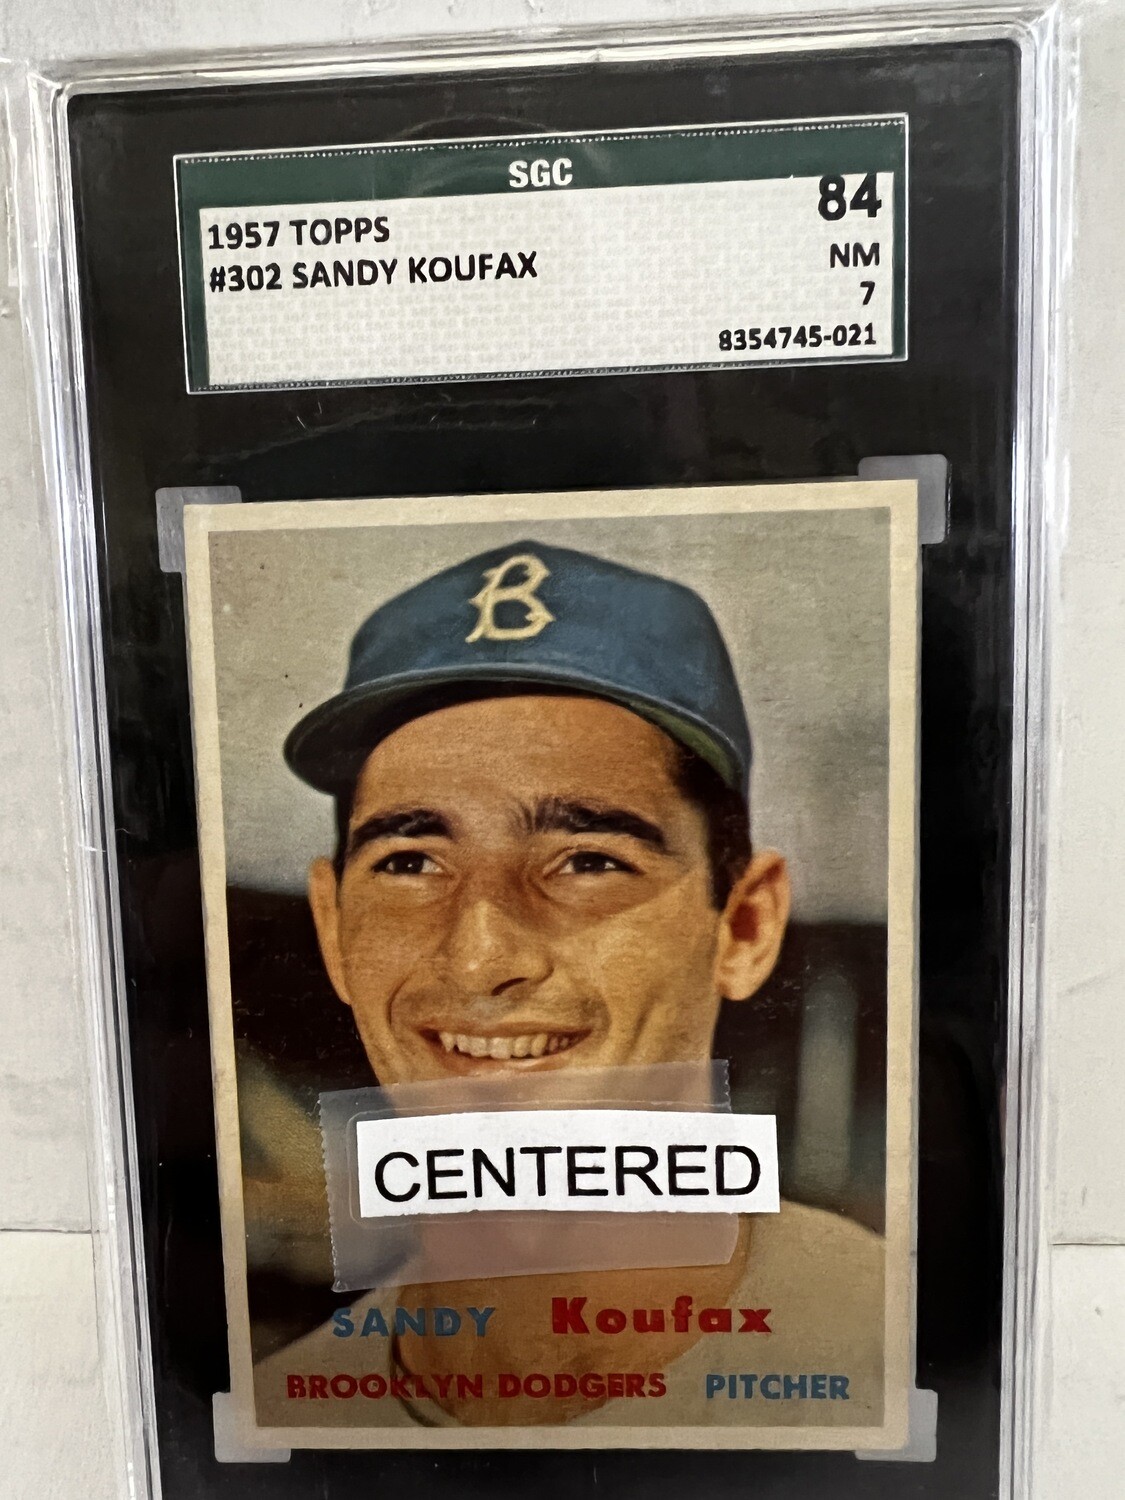 SGC
1957 TOPPS
84
#302 SANDY KOUFAX
NM
7
8354745-021
B
CENTERED
SANDY Koufax
BROOKLYN DODGERS PITCHER